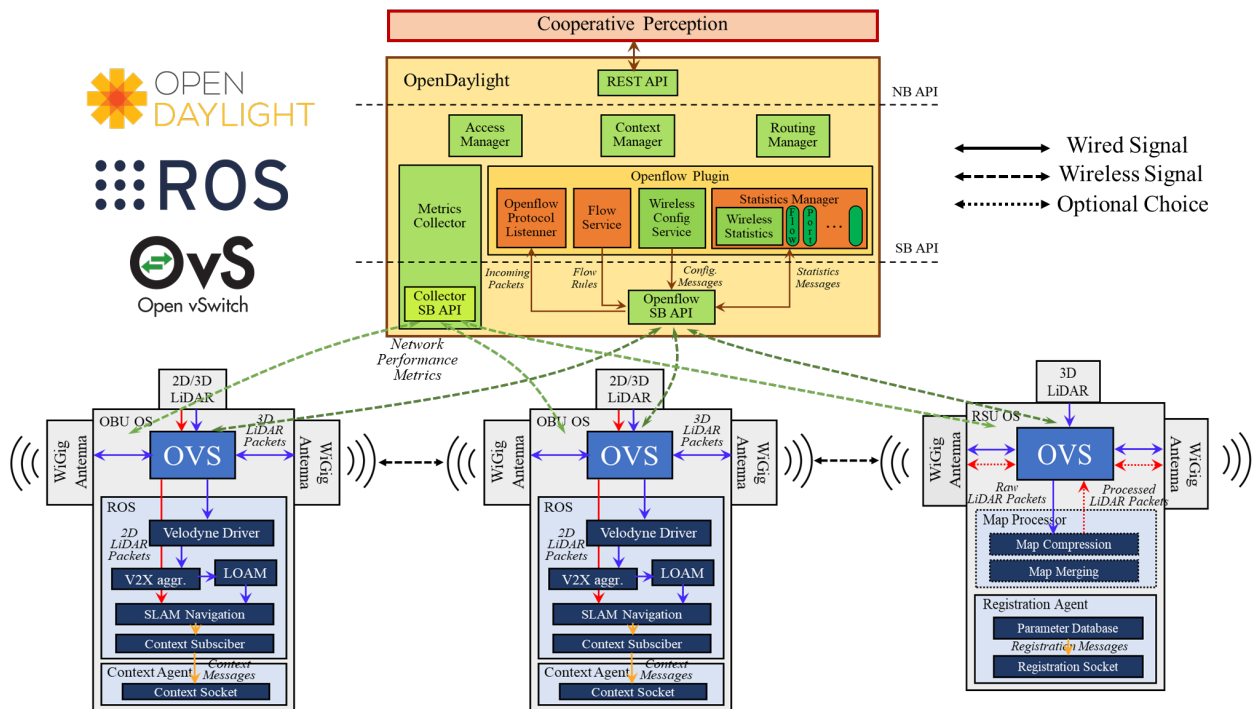 Cooperative Perception
OpenDaylight
REST API
NB API
OPEN
DAYLIGHT
Access
Manager
Context
Manager
Routing
Manager
Wired Signal
Wireless Signal
Optional Choice
ROS
Metrics
Collector
Openflow Plugin
Openflow
Protocol
Listenner
Flow
Service
Wireless
Config
Service
Statistics Manager
Wireless
Statistics
Flow
Port
...
SB API
OvS
Open vSwitch
Incoming
Packets
Flow
Rules
Config.
Messages
Statistics
Messages
Collector
SB API
Openflow
SB API
Network
Performance
Metrics
2D/3D
LiDAR
OBU OS
3D
LiDAR
Packets
WiGig
Antenna
OVS
WiGig
Antenna
ROS
Velodyne Driver
2D
LiDAR
Packets
V2X aggr.
LOAM
SLAM Navigation
Context Subsciber
Context Agent
Context
Messages
Context Socket
2D/3D
LiDAR
OBU OS
3D
LiDAR
Packets
WiGig
Antenna
OVS
WiGig
Antenna
ROS
Velodyne Driver
2D
LiDAR
Packets
V2X aggr.
LOAM
SLAM Navigation
Context Subsciber
Context Agent
Context
Messages
Context Socket
3D
LiDAR
RSU OS
WiGig
Antenna
OVS
WiGig
Antenna
Raw
LiDAR Packets
Processed
LiDAR Packets
Map Processor
Map Compression
Map Merging
Registration Agent
Parameter Database
Registration Messages
Registration Socket